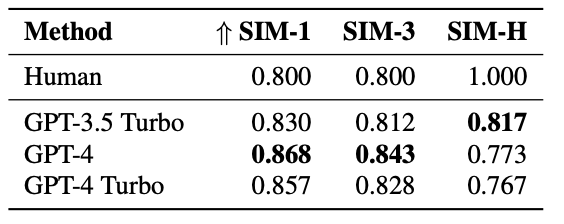 Method ⇑ SIM-1 SIM-3 SIM-H
Human 0.800 0.800 1.000
GPT-3.5 Turbo 0.830 0.812 0.817
GPT-4 0.868 0.843 0.773
GPT-4 Turbo 0.857 0.828 0.767